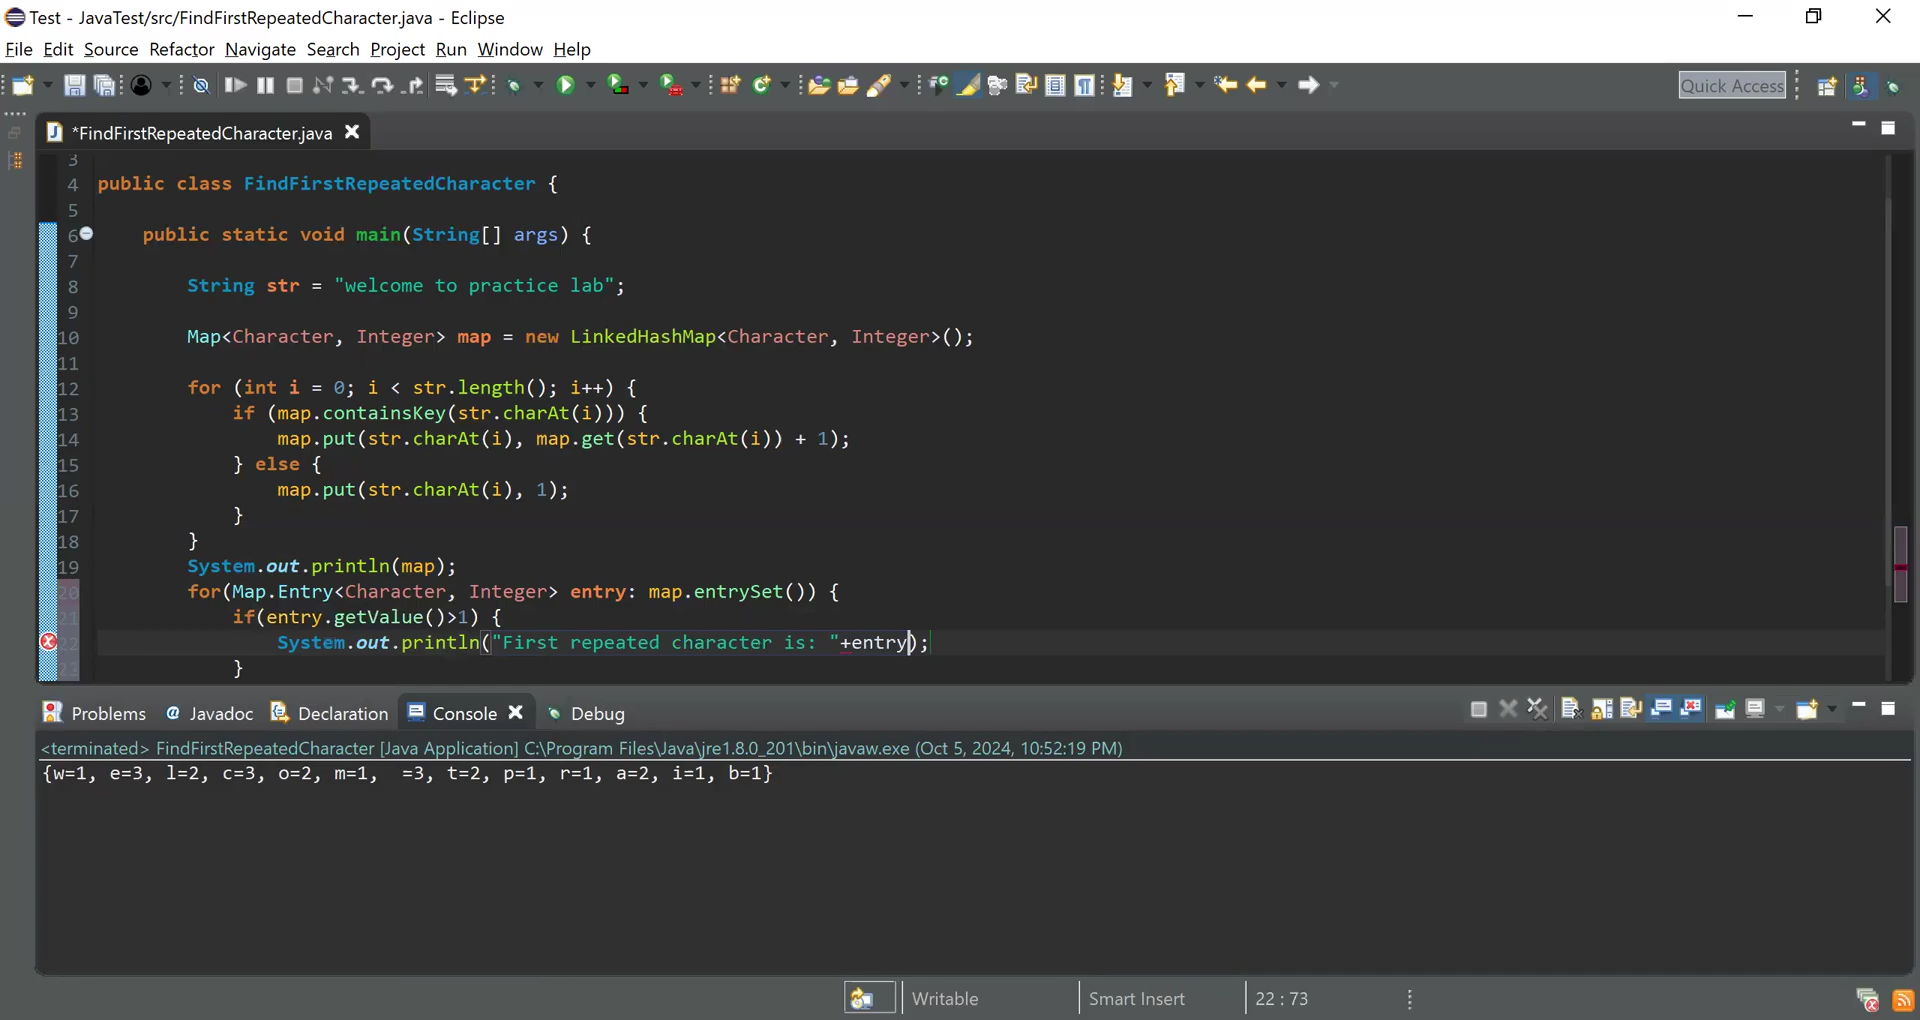 Test - JavaTest/src/FindFirstRepeatedCharacter.java - Eclipse
File Edit Source Refactor Navigate Search Project Run Window Help
Quick Access
*FindFirstRepeatedCharacter.java
3
4 public class FindFirstRepeatedCharacter {
5
6 public static void main(String[] args) {
7
8 String str = "welcome to practice lab";
9
10 Map<Character, Integer> map = new LinkedHashMap<Character, Integer>();
11
12 for (int i = 0; i < str.length(); i++) {
13 if (map.containsKey(str.charAt(i))) {
14 map.put(str.charAt(i), map.get(str.charAt(i)) + 1);
15 } else {
16 map.put(str.charAt(i), 1);
17 }
18 }
19 System.out.println(map);
20 for(Map.Entry<Character, Integer> entry: map.entrySet()) {
21 if(entry.getValue()>1) {
22 System.out.println("First repeated character is: "+entry);
23 }
Problems @ Javadoc Declaration Console Debug
<terminated> FindFirstRepeatedCharacter [Java Application] C:\Program Files\Java\jre1.8.0_201\bin\javaw.exe (Oct 5, 2024, 10:52:19 PM)
{w=1, e=3, l=2, c=3, o=2, m=1,  =3, t=2, p=1, r=1, a=2, i=1, b=1}
Writable Smart Insert 22 : 73